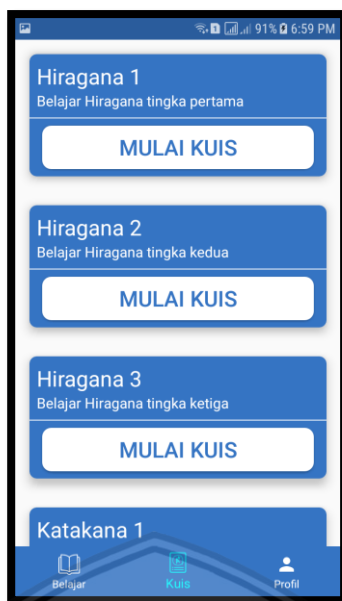 91% 6:59 PM
Hiragana 1
Belajar Hiragana tingka pertama
MULAI KUIS
Hiragana 2
Belajar Hiragana tingka kedua
MULAI KUIS
Hiragana 3
Belajar Hiragana tingka ketiga
MULAI KUIS
Katakana 1
Belajar Kuis Profil